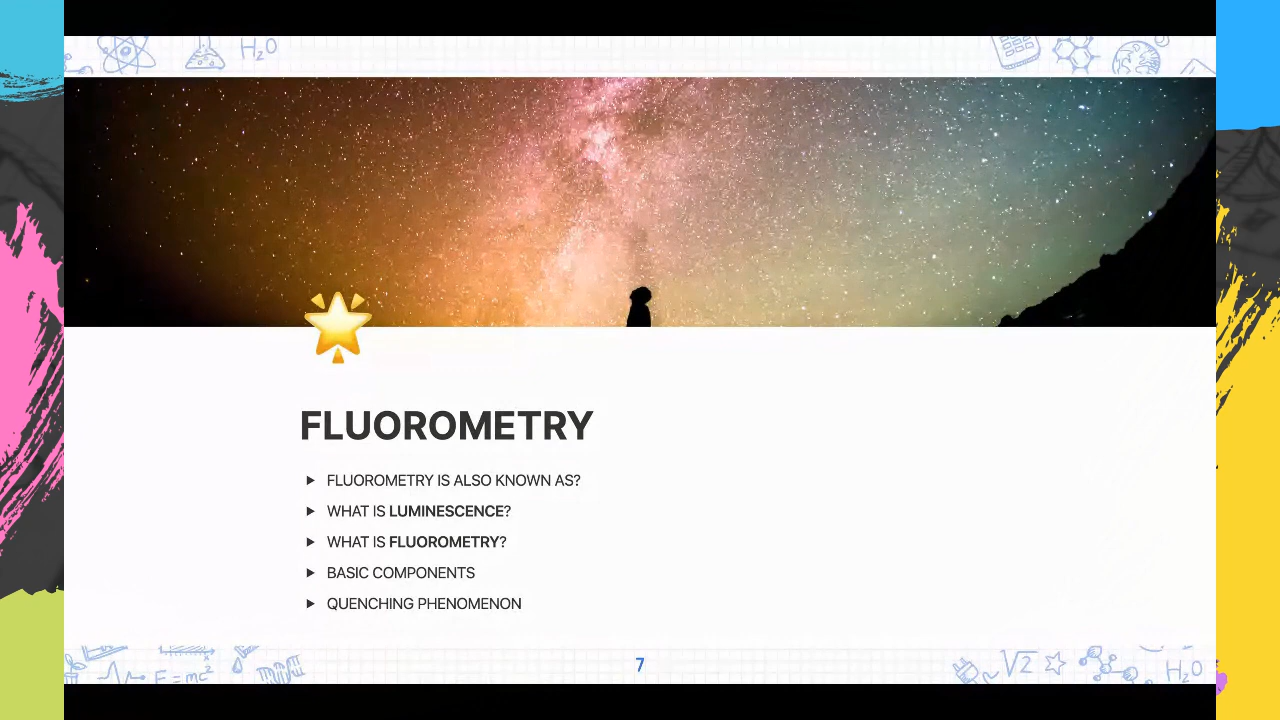 H₂O
FLUOROMETRY
FLUOROMETRY IS ALSO KNOWN AS?
WHAT IS LUMINESCENCE?
WHAT IS FLUOROMETRY?
BASIC COMPONENTS
QUENCHING PHENOMENON
E=mc²
7
√2
H₂O